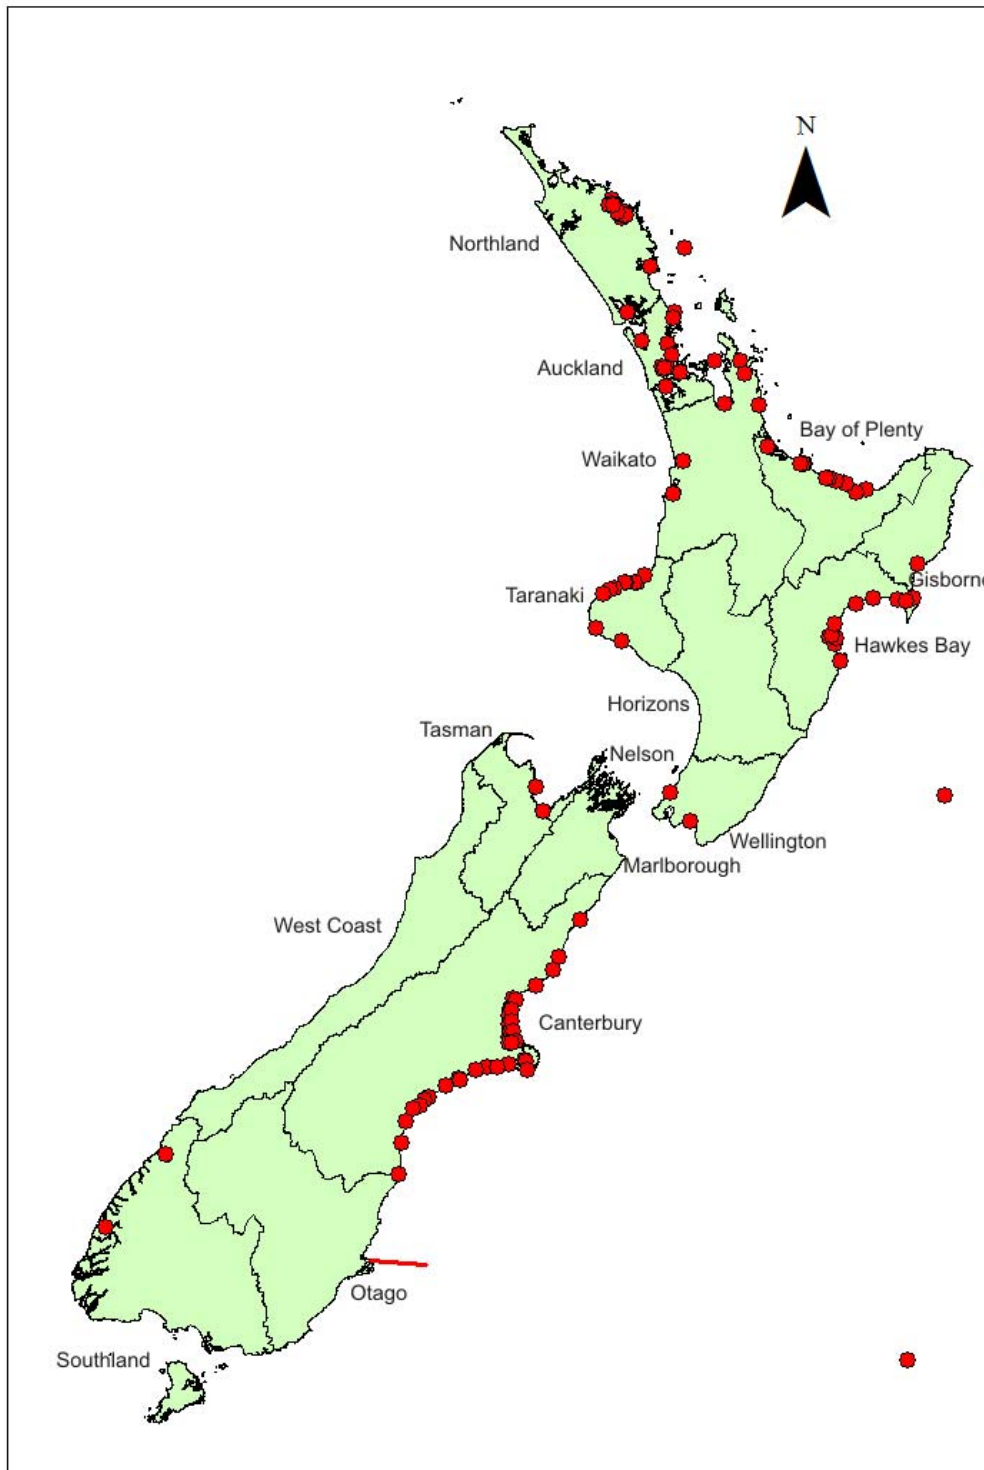 N
Northland
Auckland
Bay of Plenty
Waikato
Gisborne
Taranaki
Hawkes Bay
Horizons
Tasman
Nelson
Wellington
Marlborough
West Coast
Canterbury
Otago
Southland